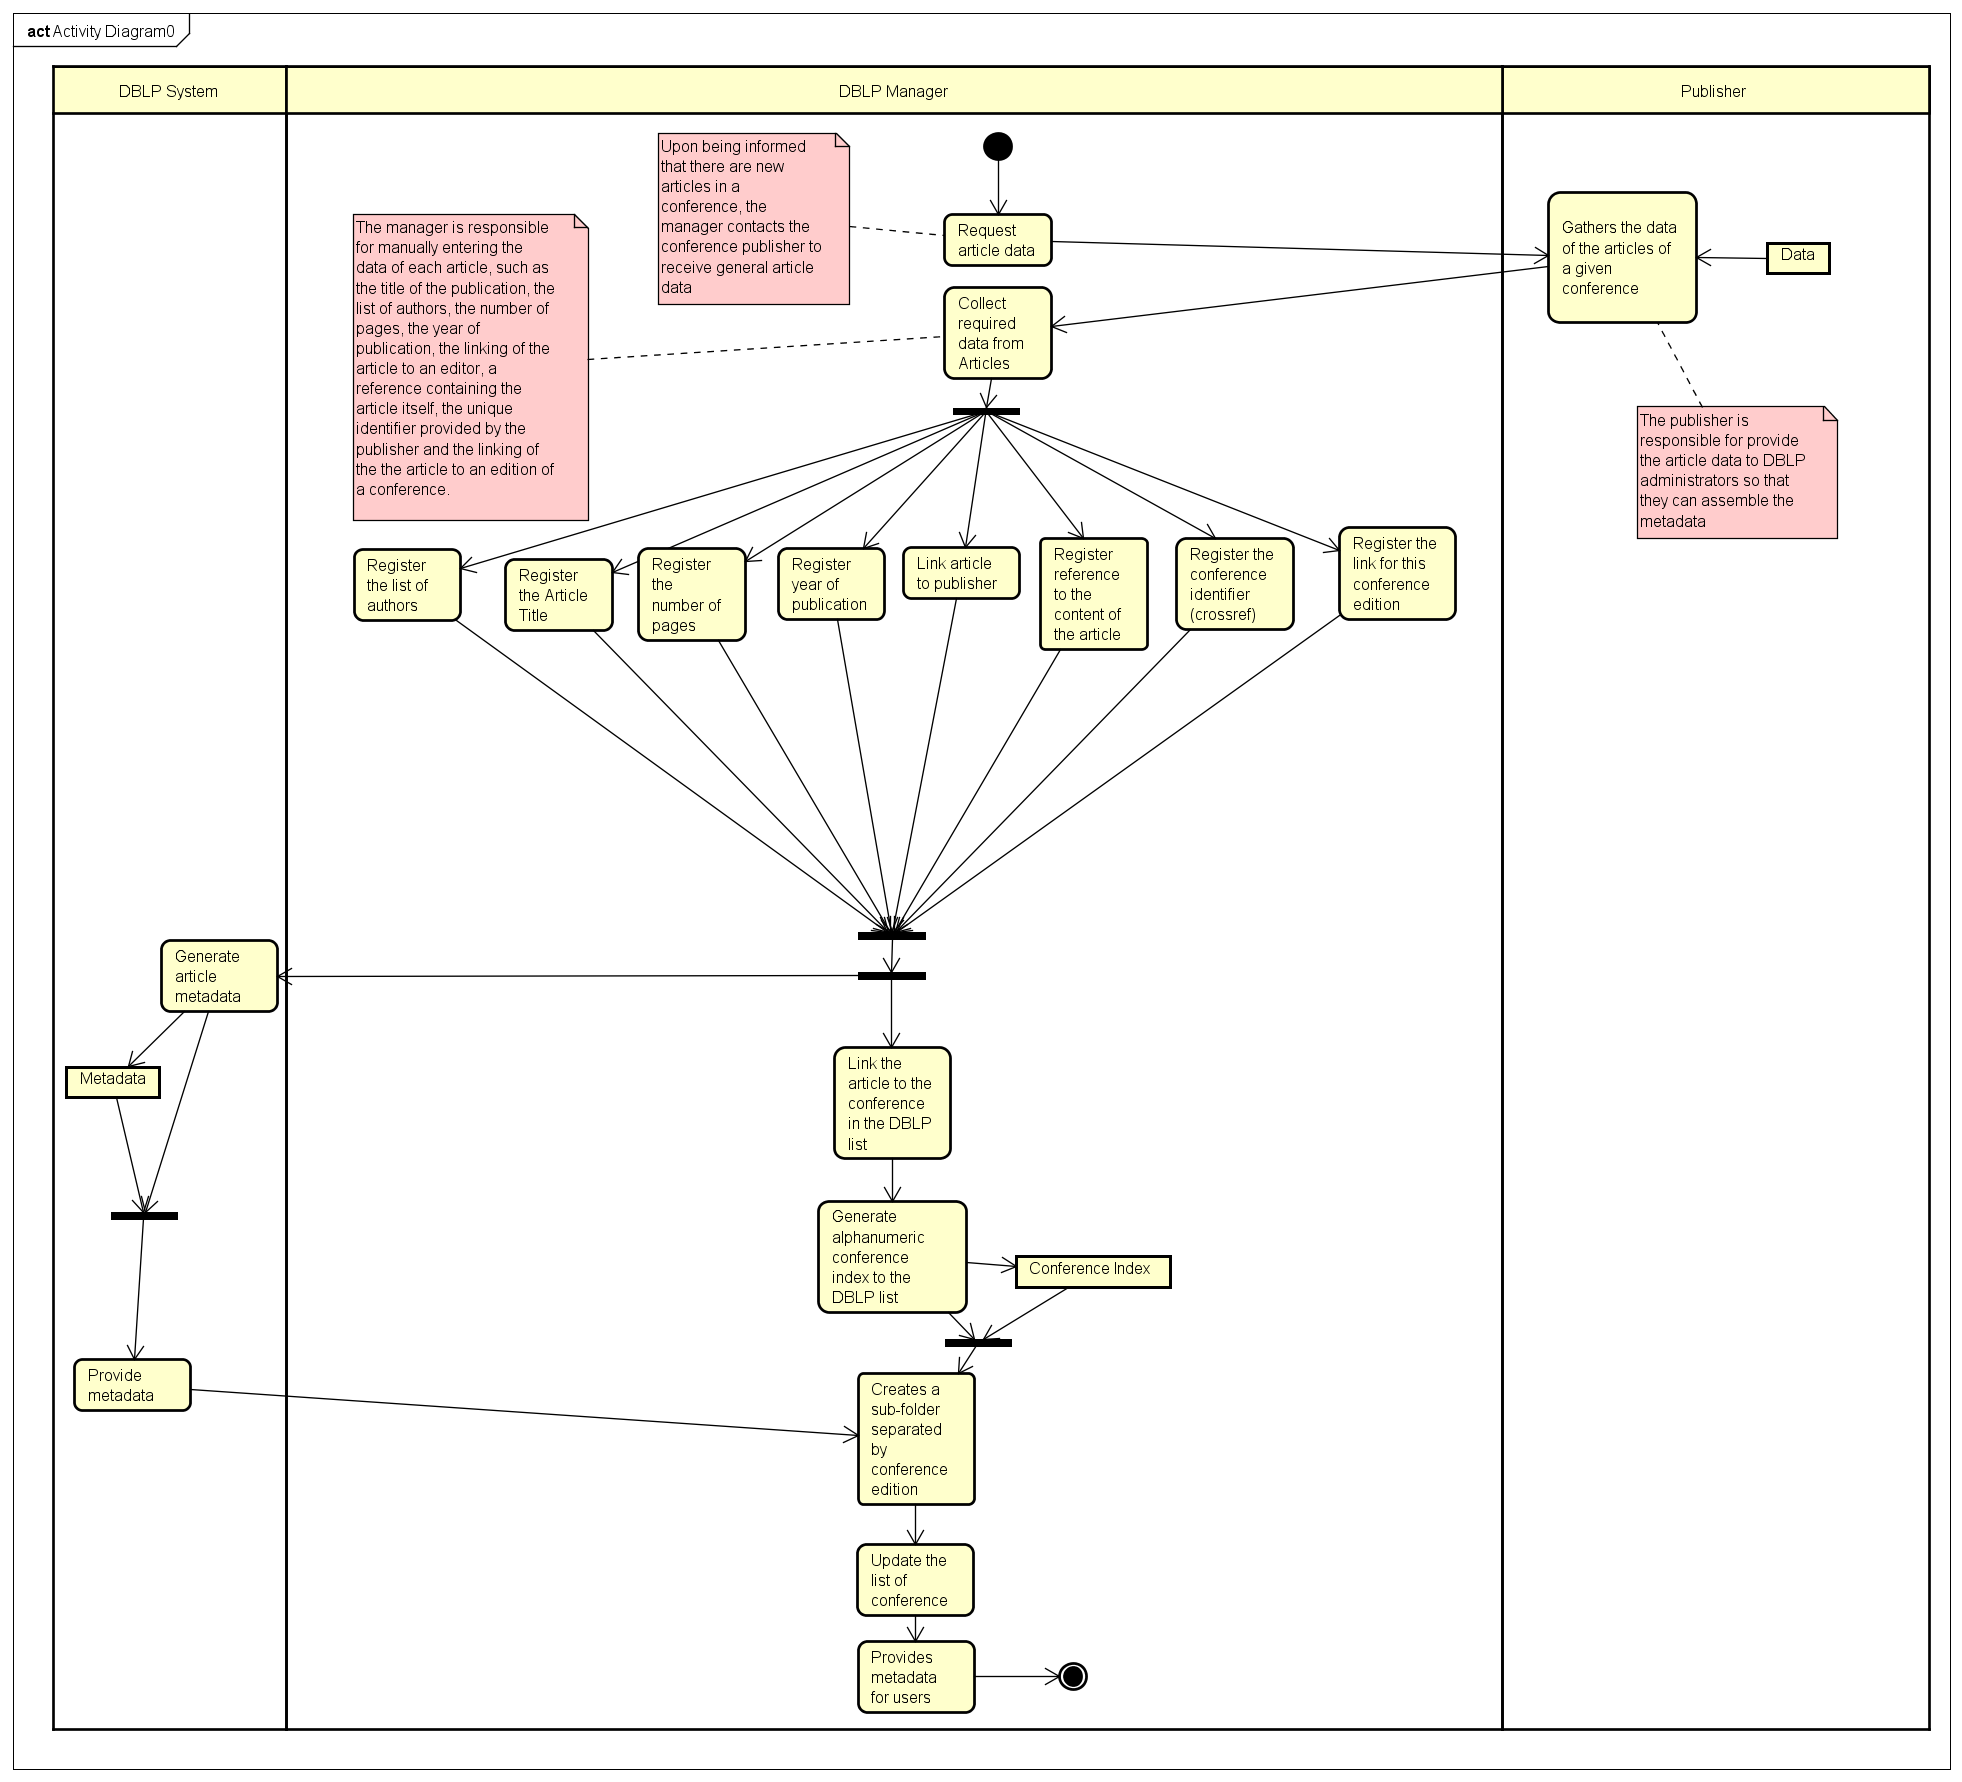 act Activity Diagram0
DBLP System
DBLP Manager
Publisher
Upon being informed
that there are new
articles in a
conference, the
manager contacts the
conference publisher to
receive general article
data
The manager is responsible
for manually entering the
data of each article, such as
the title of the publication, the
list of authors, the number of
pages, the year of
publication, the linking of the
article to an editor, a
reference containing the
article itself, the unique
identifier provided by the
publisher and the linking of
the the article to an edition of
a conference.
Request
article data
Gathers the data
of the articles of
a given
conference
Data
Collect
required
data from
Articles
The publisher is
responsible for provide
the article data to DBLP
administrators so that
they can assemble the
metadata
Register
the list of
authors
Register
the Article
Title
Register
the
number of
pages
Register
year of
publication
Link article
to publisher
Register
reference
to the
content of
the article
Register the
conference
identifier
(crossref)
Register the
link for this
conference
edition
Generate
article
metadata
Metadata
Link the
article to the
conference
in the DBLP
list
Generate
alphanumeric
conference
index to the
DBLP list
Conference Index
Provide
metadata
Creates a
sub-folder
separated
by
conference
edition
Update the
list of
conference
Provides
metadata
for users